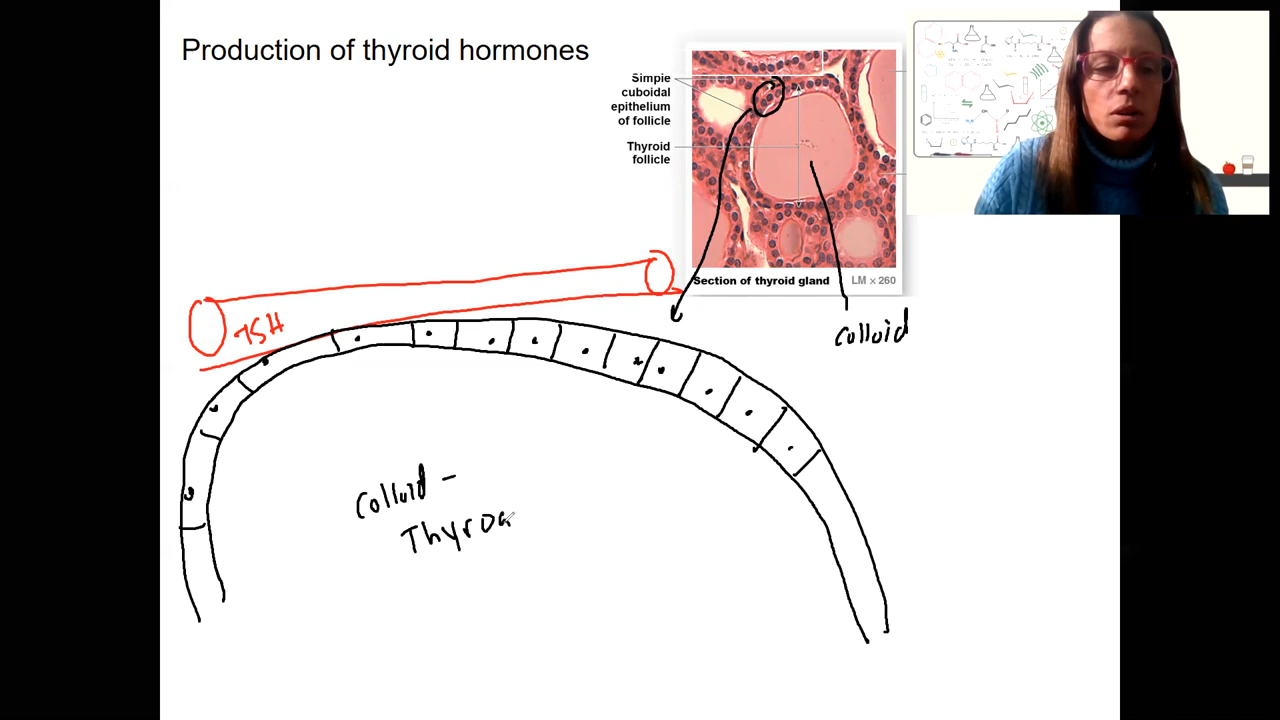 Production of thyroid hormones
Simple
cuboidal
epithelium
of follicle
Thyroid
follicle
Section of thyroid gland LM × 260
colloid
TSH
colloid -
Thyrog